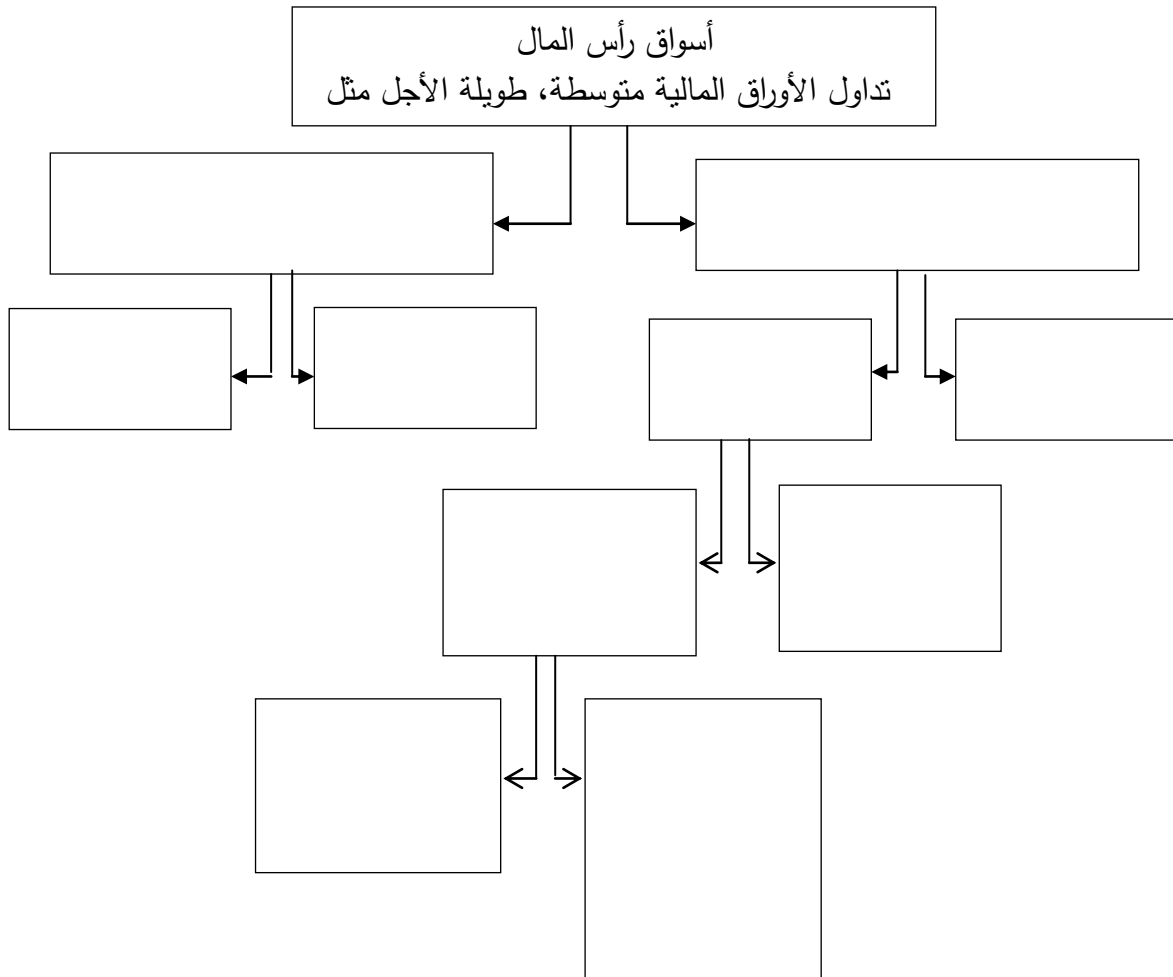 أسواق رأس المال
تداول الأوراق المالية متوسطة، طويلة الأجل مثل